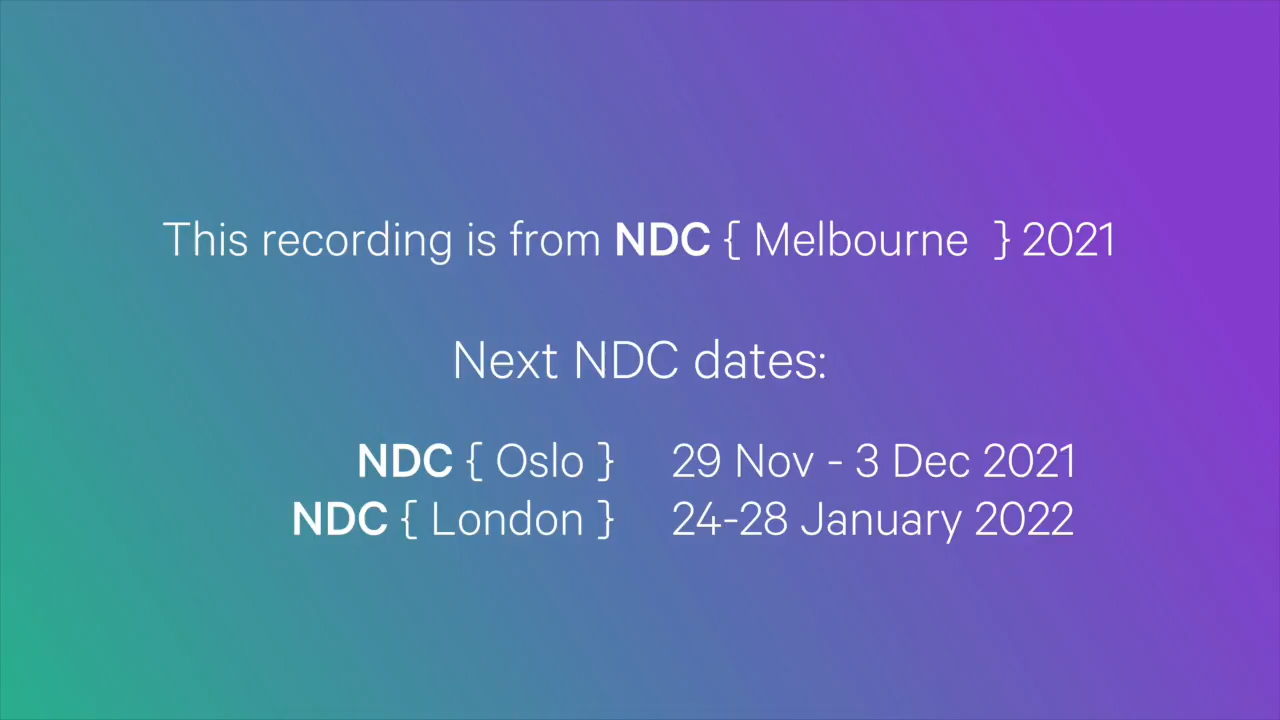 This recording is from NDC { Melbourne } 2021
Next NDC dates:
NDC { Oslo } 29 Nov - 3 Dec 2021
NDC { London } 24-28 January 2022